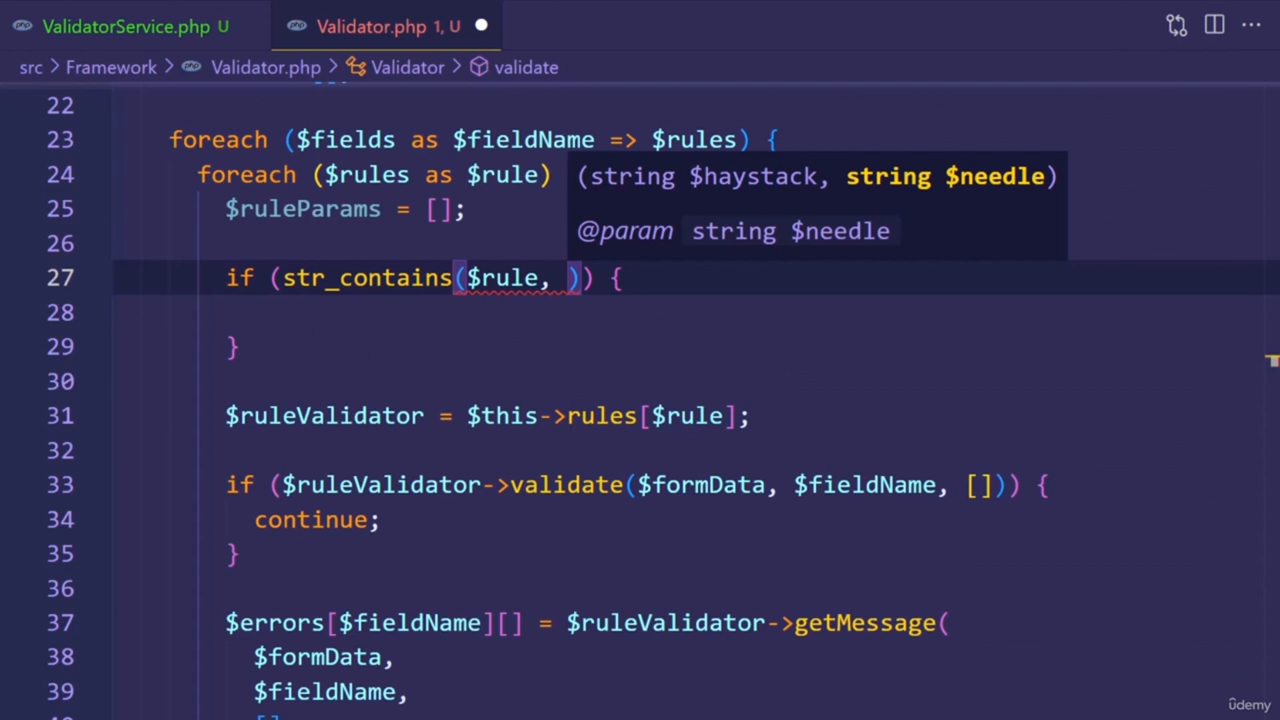 ValidatorService.php U
Validator.php 1, U
src > Framework > Validator.php > Validator > validate
22
23 foreach ($fields as $fieldName => $rules) {
24 foreach ($rules as $rule)
(string $haystack, string $needle)
25 $ruleParams = [];
@param string $needle
26
27 if (str_contains($rule, )) {
28
29 }
30
31 $ruleValidator = $this->rules[$rule];
32
33 if ($ruleValidator->validate($formData, $fieldName, [])) {
34 continue;
35 }
36
37 $errors[$fieldName][] = $ruleValidator->getMessage(
38 $formData,
39 $fieldName,
[]
udemy